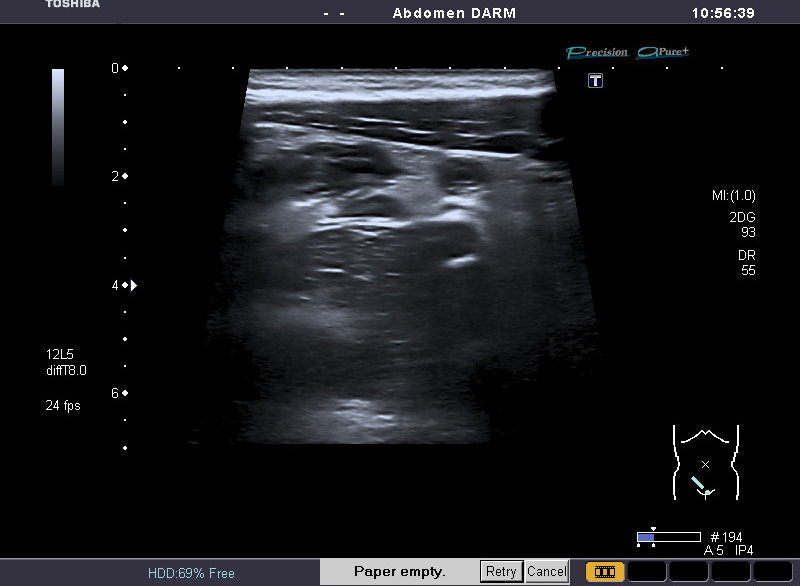 TOSHIBA
- - Abdomen DARM 10:56:39
Precision APure+
T
0
2
4
6
MI:(1.0)
2DG
93
DR
55
12L5
diffT8.0
24 fps
#194
A 5 IP4
HDD:69% Free
Paper empty. Retry Cancel